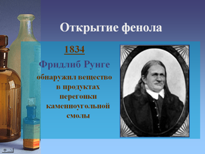 Открытие фенола
1834
Фридлиб Рунге
обнаружил вещество
в продуктах
перегонки
каменноугольной
смолы